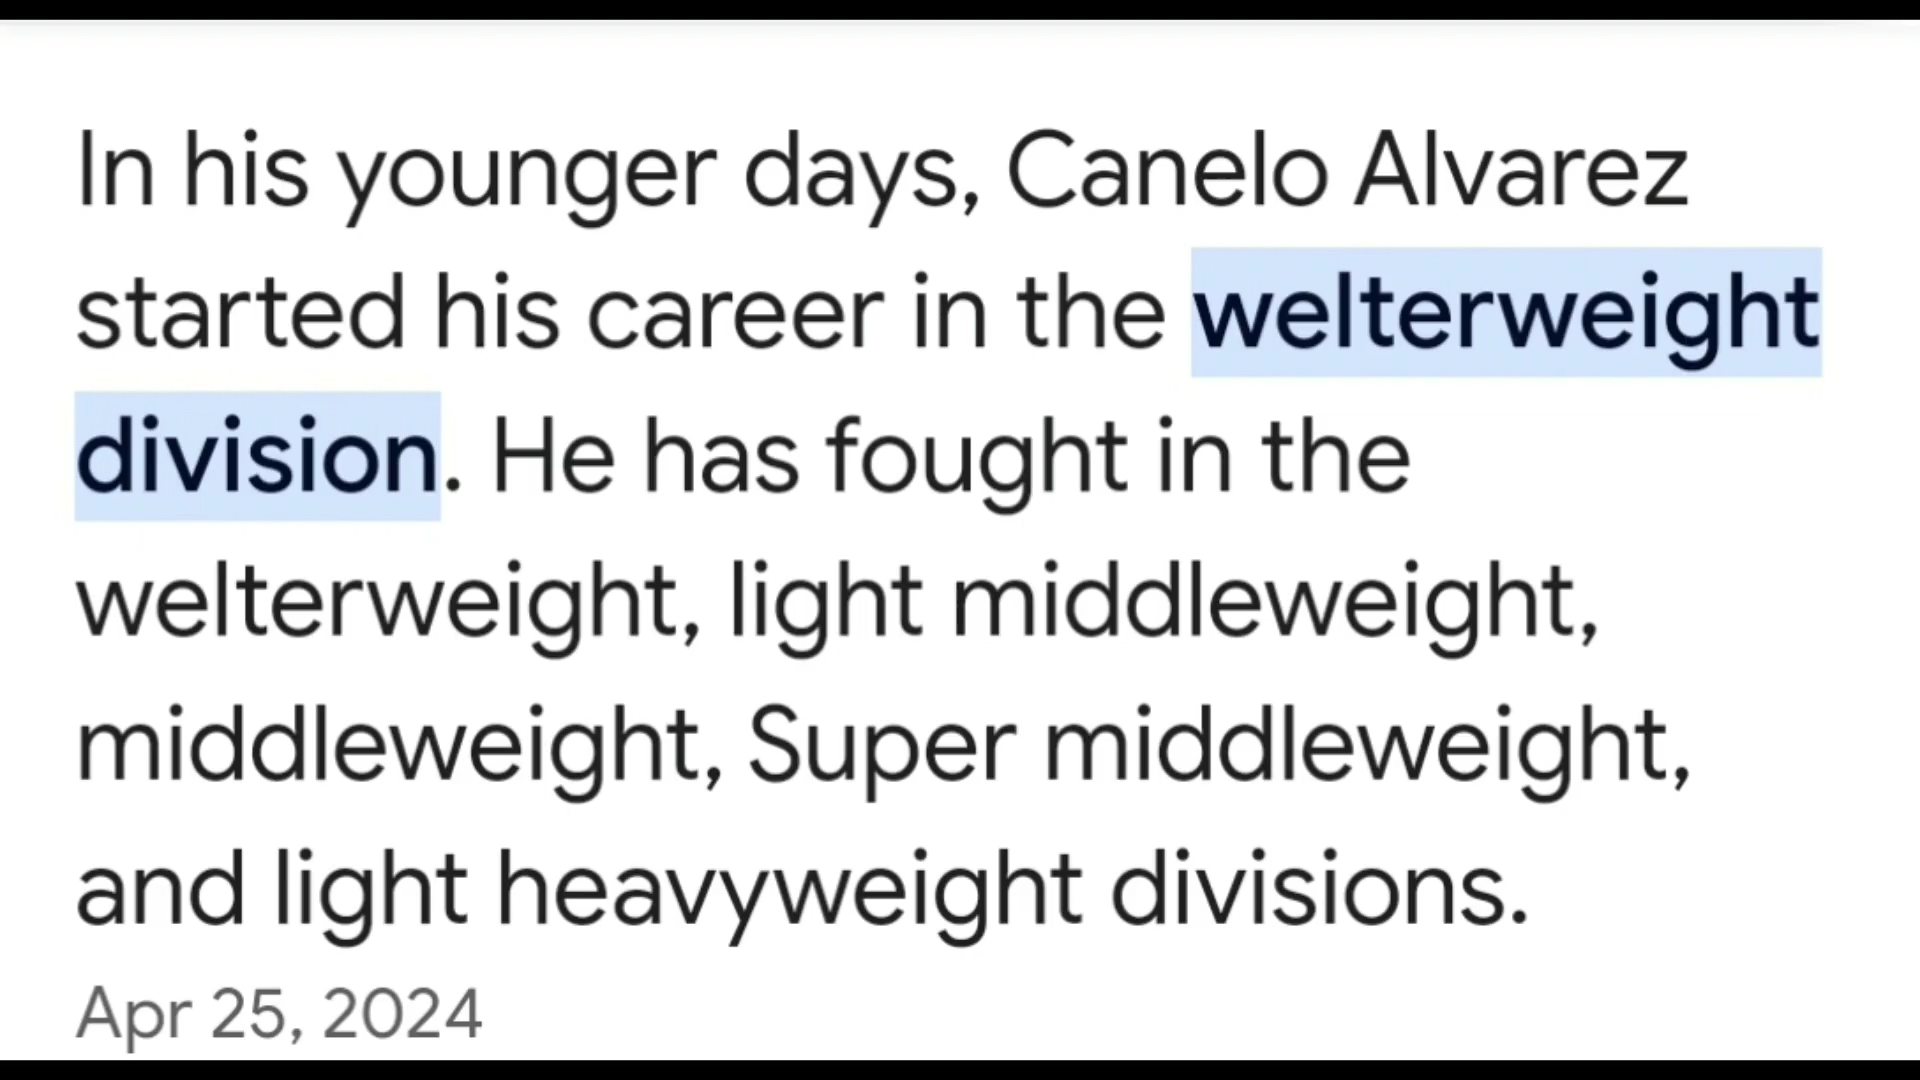 In his younger days, Canelo Alvarez
started his career in the welterweight
division. He has fought in the
welterweight, light middleweight,
middleweight, Super middleweight,
and light heavyweight divisions.
Apr 25, 2024